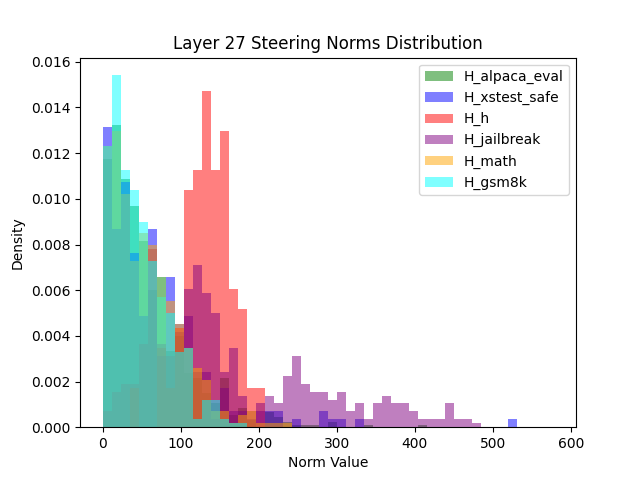 Layer 27 Steering Norms Distribution
0.016
0.014
0.012
0.010
0.008
0.006
0.004
0.002
0.000
Density
H_alpaca_eval
H_xstest_safe
H_h
H_jailbreak
H_math
H_gsm8k
0 100 200 300 400 500 600
Norm Value